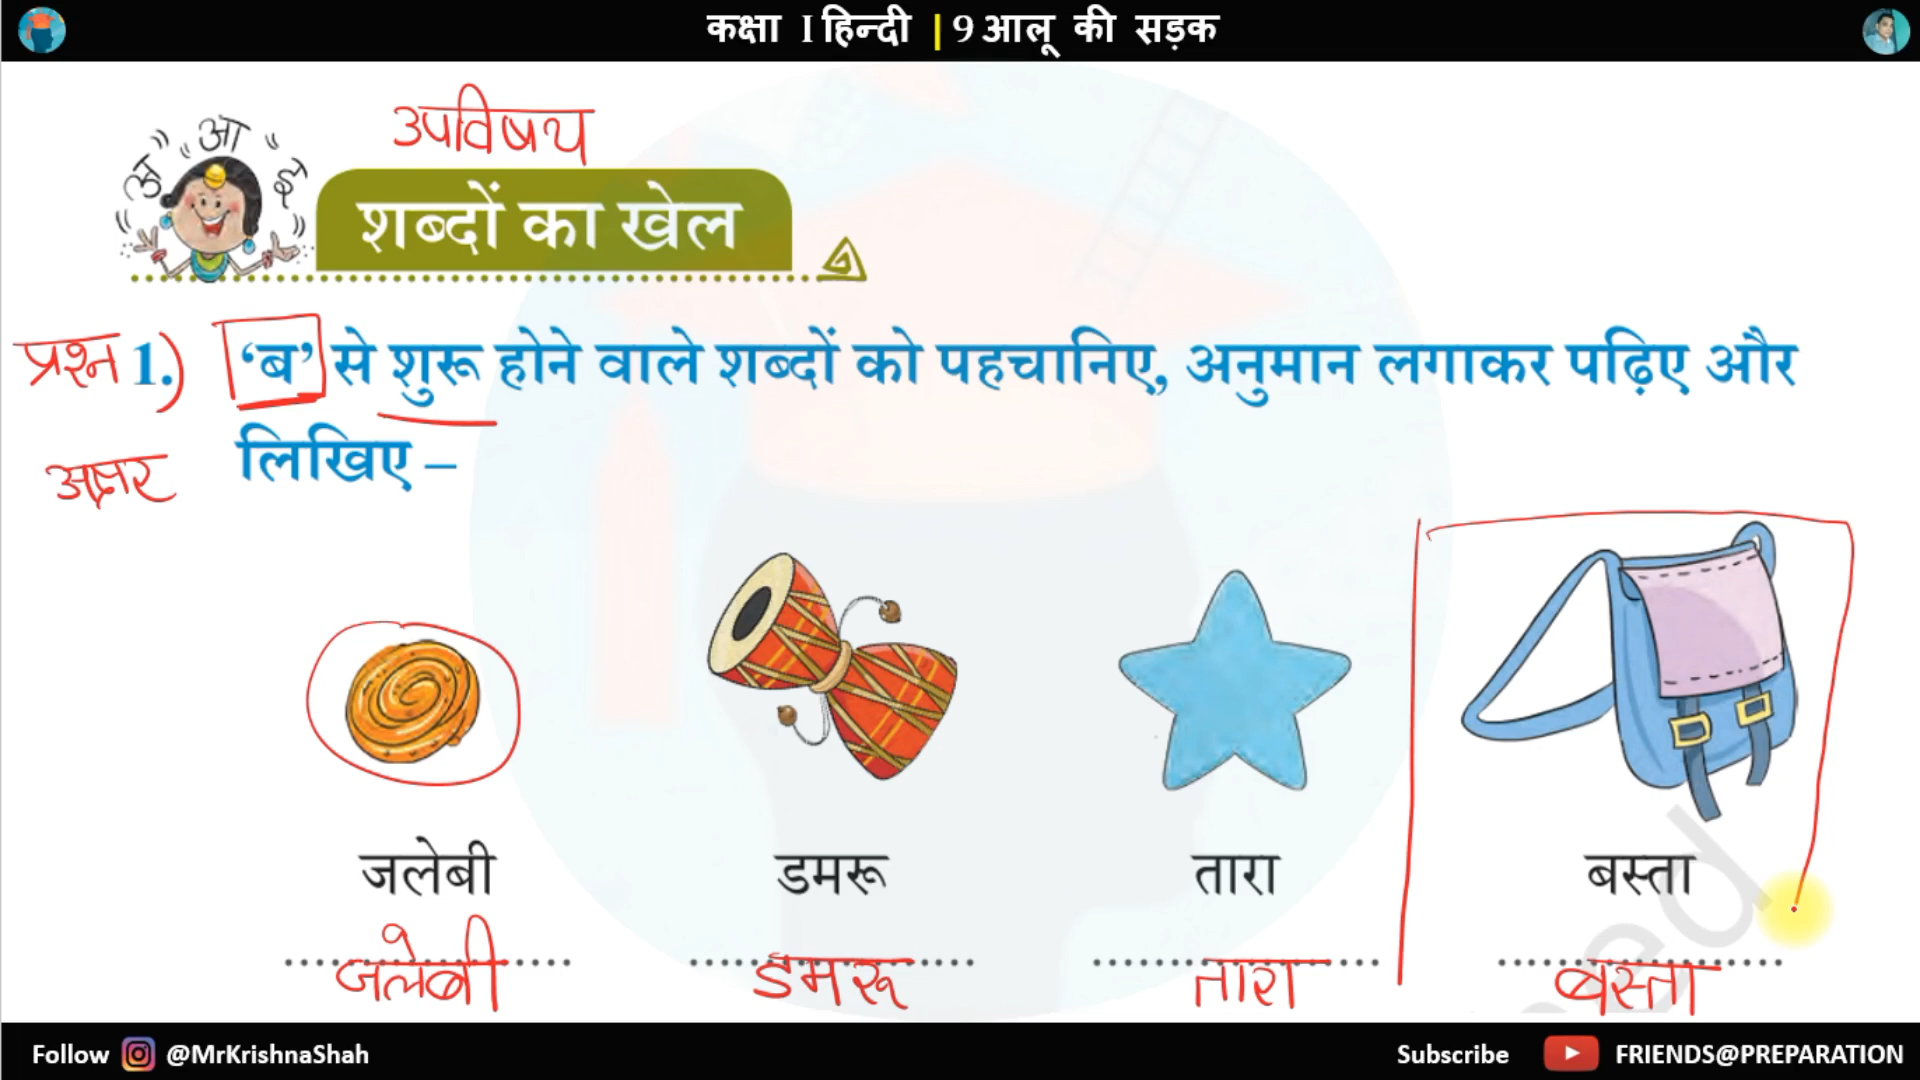 कक्षा I हिन्दी | 9 आलू की सड़क
अ आ इ
उपविषय
शब्दों का खेल
प्रश्न 1.) ‘ब’ से शुरू होने वाले शब्दों को पहचानिए, अनुमान लगाकर पढ़िए और
अक्षर लिखिए –
जलेबी डमरू तारा बस्ता
जलेबी डमरू तारा बस्ता
Follow @MrKrishnaShah Subscribe FRIENDS@PREPARATION